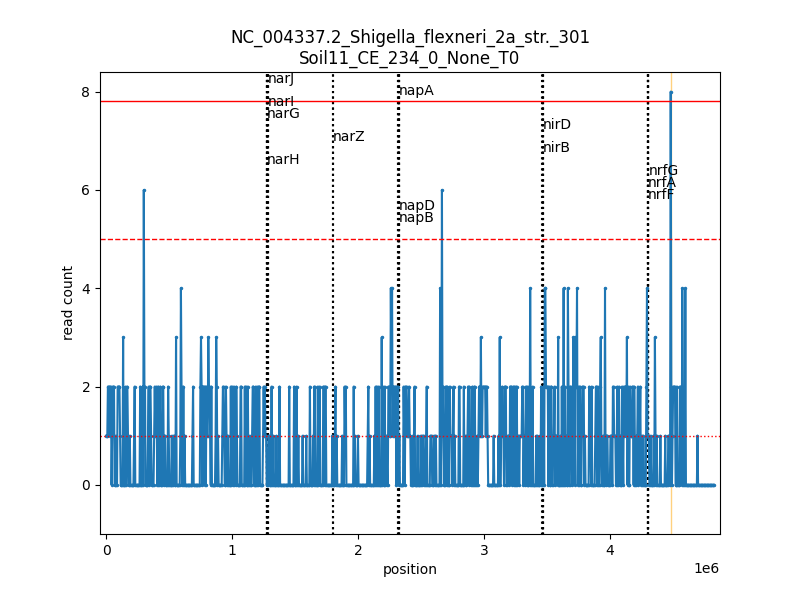 NC_004337.2_Shigella_flexneri_2a_str._301
Soil11_CE_234_0_None_T0
narJ
narI
narG
narH
narZ
napA
napD
napB
nirD
nirB
nrfG
nrfA
nrfF
8
6
4
2
0
read count
0
1
2
3
4
1e6
position